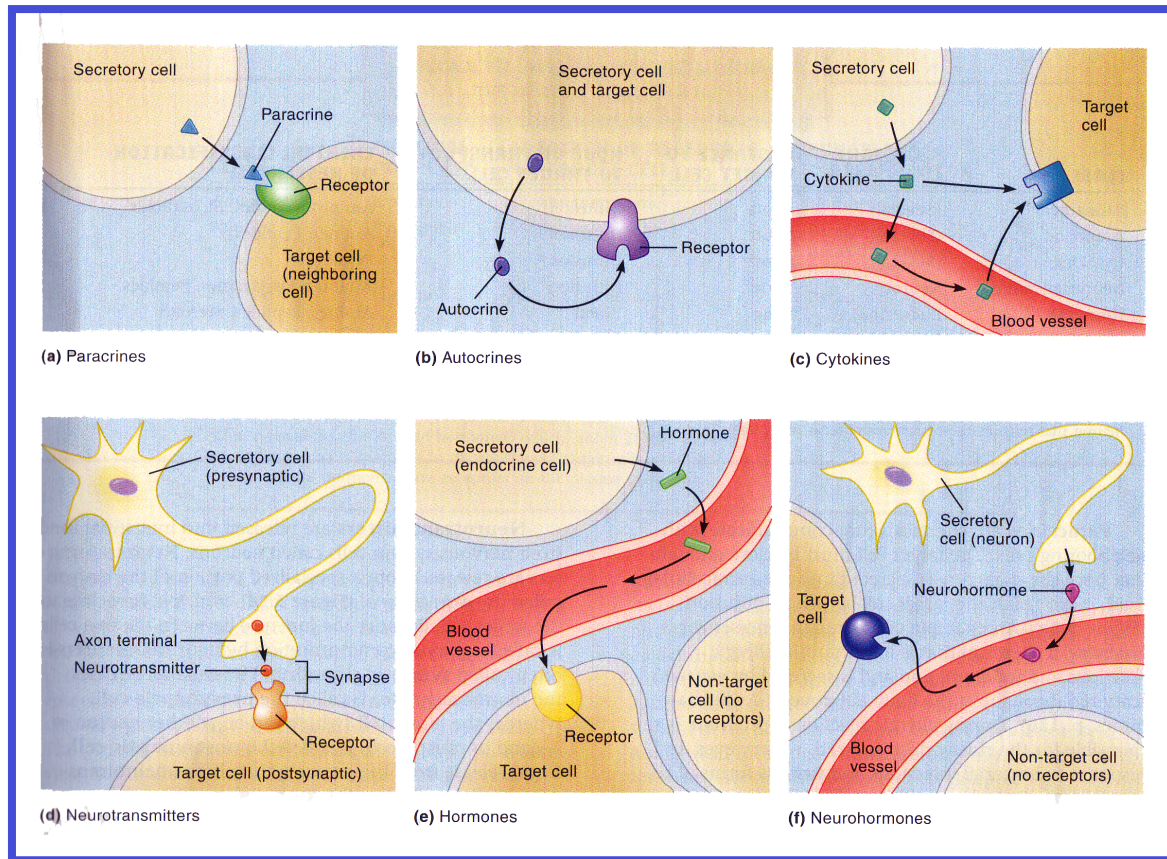 Secretory cell
Paracrine
Receptor
Target cell
(neighboring
cell)
(a) Paracrines
Secretory cell
and target cell
Receptor
Autocrine
(b) Autocrines
Secretory cell
Target
cell
Cytokine
Blood vessel
(c) Cytokines
Secretory cell
(presynaptic)
Axon terminal
Neurotransmitter
Synapse
Receptor
Target cell (postsynaptic)
(d) Neurotransmitters
Hormone
Secretory cell
(endocrine cell)
Blood
vessel
Non-target
cell (no
receptors)
Receptor
Target cell
(e) Hormones
Secretory
cell (neuron)
Neurohormone
Target
cell
Blood
vessel
Non-target cell
(no receptors)
(f) Neurohormones